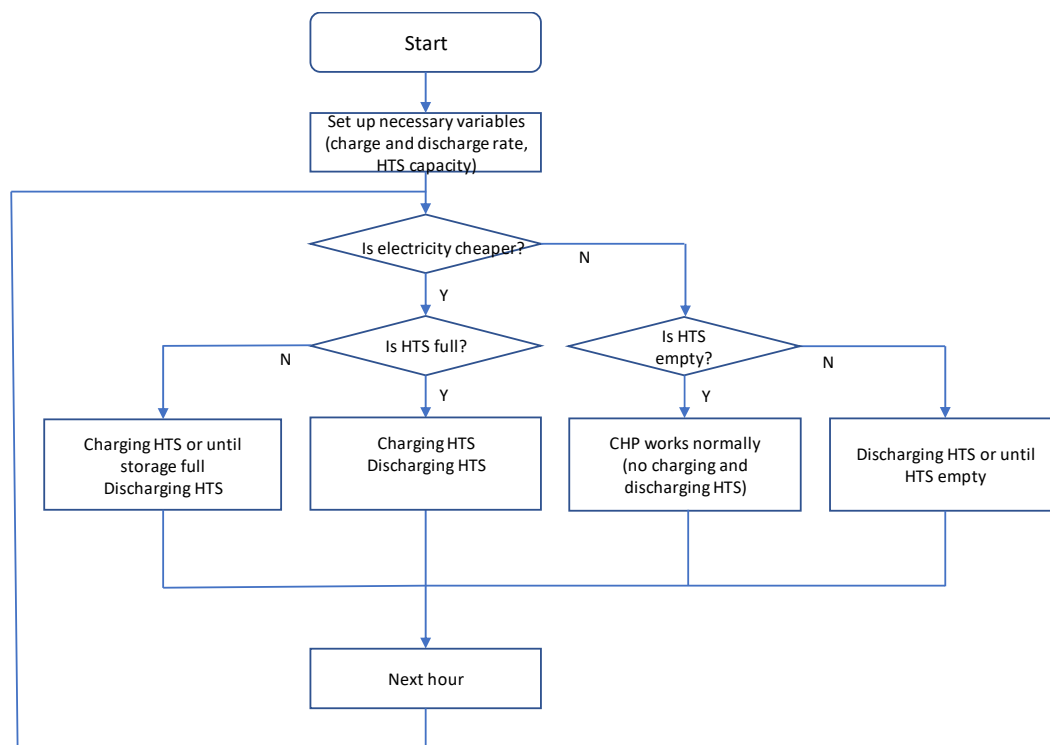 Start
Set up necessary variables
(charge and discharge rate,
HTS capacity)
Is electricity cheaper?
N
Y
Is HTS full?
N
Y
Is HTS
empty?
N
Y
Charging HTS or until
storage full
Discharging HTS
Charging HTS
Discharging HTS
CHP works normally
(no charging and
discharging HTS)
Discharging HTS or until
HTS empty
Next hour